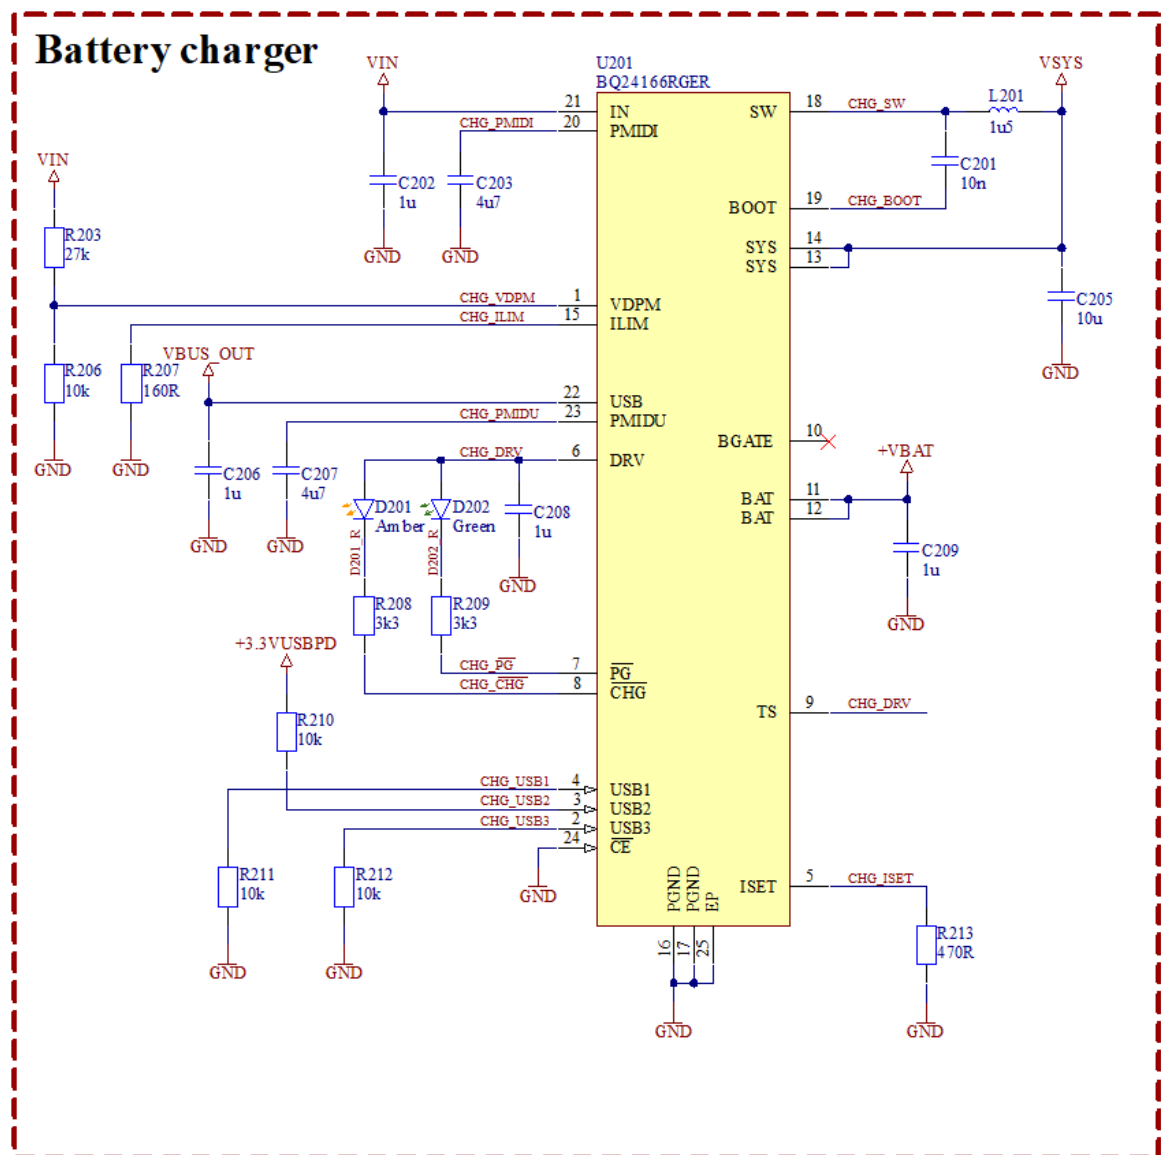 Battery charger
VIN
U201
BQ24166RGER
VSYS
21
IN
SW
18
CHG_SW
L201
1u5
CHG_PMIDI
20
PMIDI
VIN
C202
1u
C203
4u7
C201
10n
BOOT
19
CHG_BOOT
R203
27k
GND
GND
SYS
14
SYS
13
CHG_VDPM
1
VDPM
CHG_ILIM
15
ILIM
C205
10u
VBUS_OUT
R206
10k
R207
160R
GND
22
USB
CHG_PMIDU
23
PMIDU
BGATE
10
+VBAT
GND
GND
CHG_DRV
6
DRV
C206
1u
C207
4u7
BAT
11
BAT
12
D201
Amber
D202
Green
C208
1u
D201_R
D202_R
GND
GND
C209
1u
GND
R208
3k3
R209
3k3
GND
+3.3VUSBPD
CHG_PG
7
PG
CHG_CHG
8
CHG
R210
10k
TS
9
CHG_DRV
CHG_USB1
4
USB1
CHG_USB2
3
USB2
CHG_USB3
2
USB3
24
CE
R211
10k
R212
10k
GND
PGND
PGND
EP
ISET
5
CHG_ISET
16
17
25
R213
470R
GND
GND
GND
GND